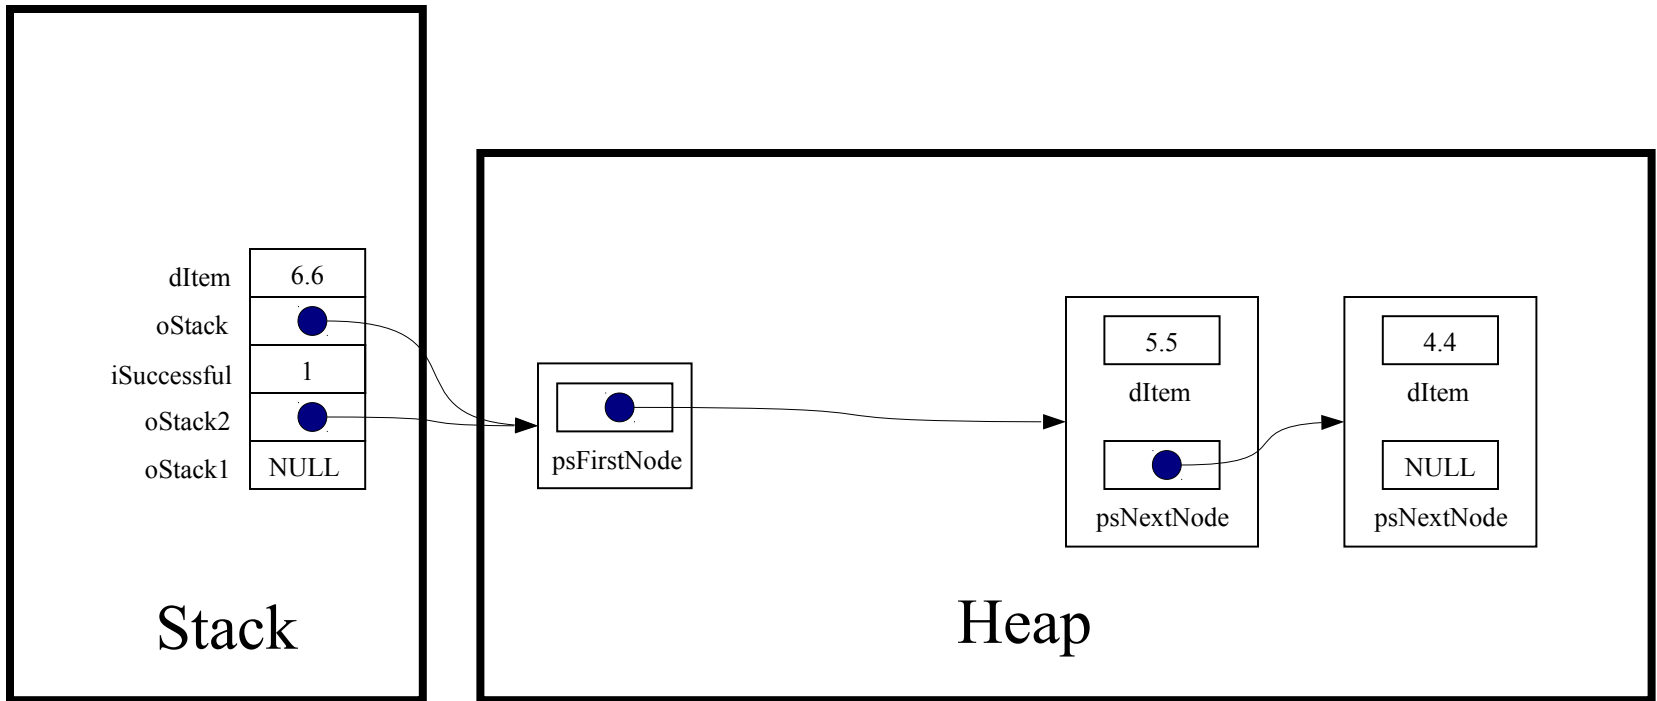 dItem 6.6
oStack
iSuccessful 1
oStack2
oStack1 NULL
Stack
psFirstNode
5.5
dItem
psNextNode
4.4
dItem
NULL
psNextNode
Heap